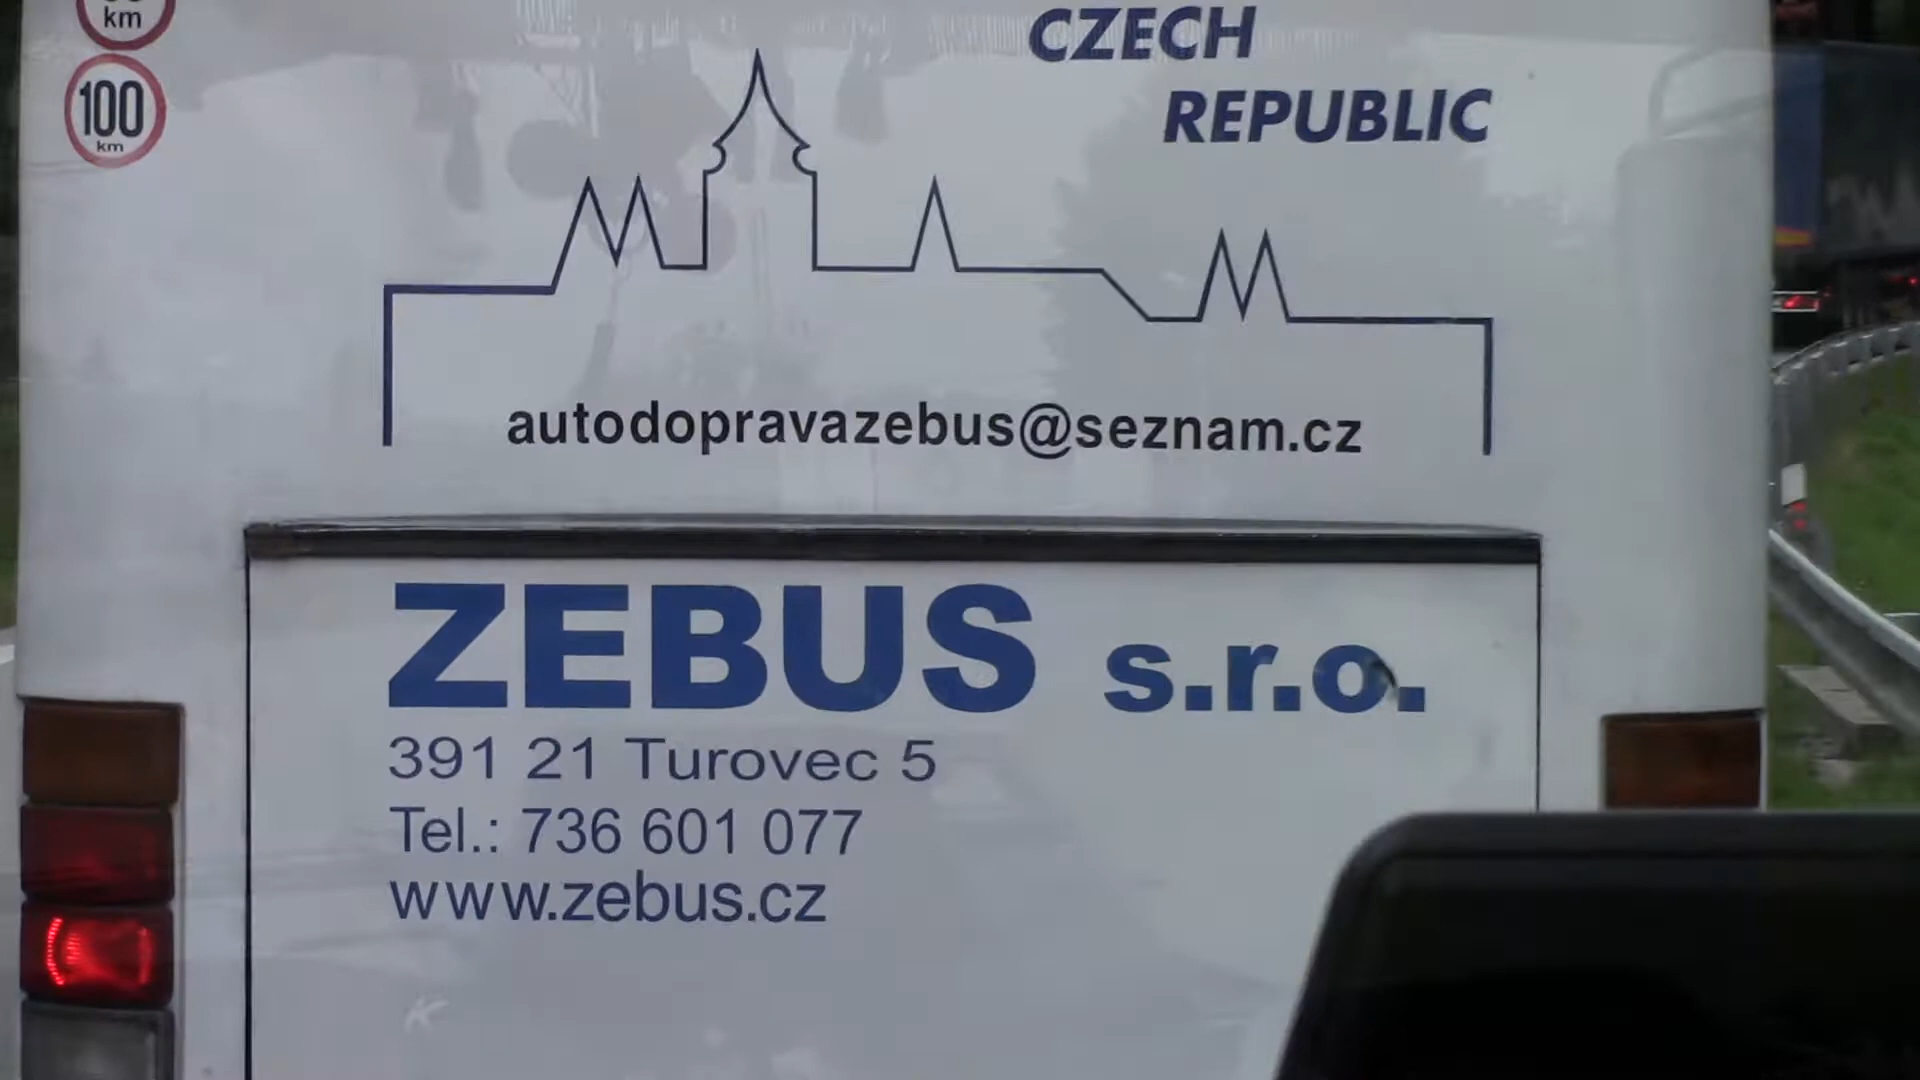 km
100
km
CZECH
REPUBLIC
autodopravazebus@seznam.cz
ZEBUS s.r.o.
391 21 Turovec 5
Tel.: 736 601 077
www.zebus.cz